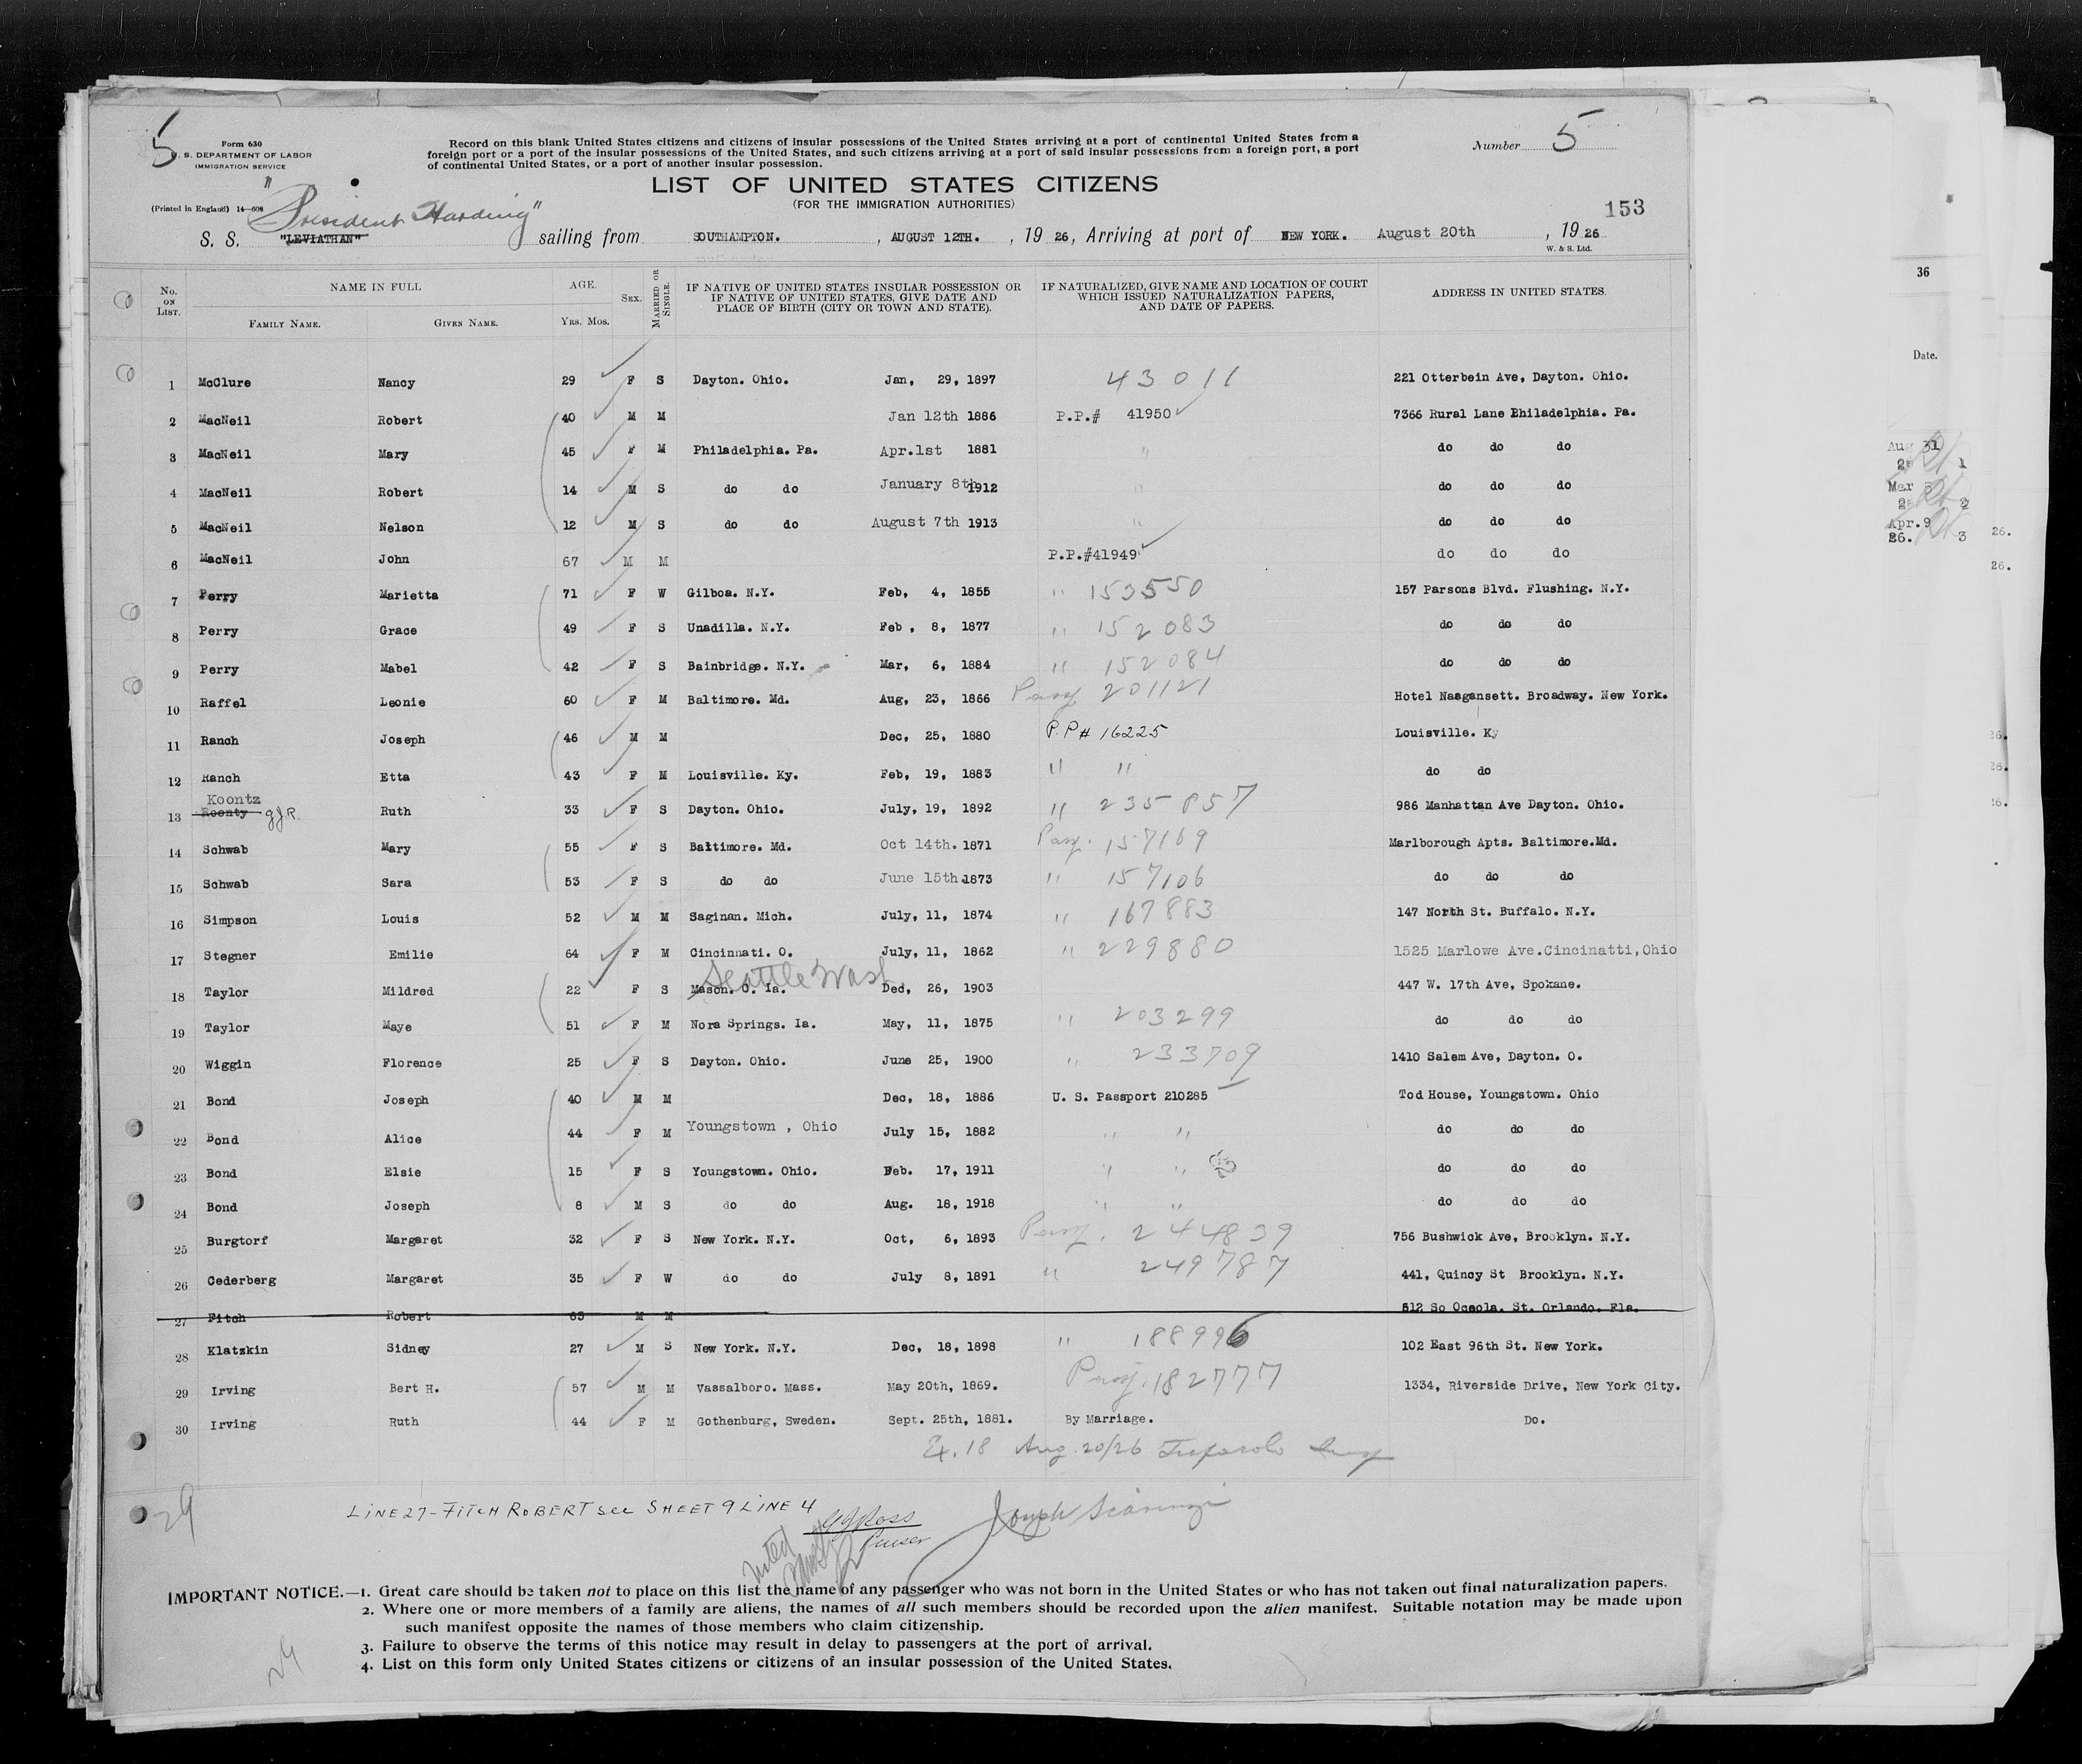 5
Form 630
U. S. DEPARTMENT OF LABOR
IMMIGRATION SERVICE
Record on this blank United States citizens and citizens of insular possessions of the United States arriving at a port of continental United States from a
foreign port or a port of the insular possessions of the United States, and such citizens arriving at a port of said insular possessions from a foreign port, a port
of continental United States, or a port of another insular possession.
Number 5
LIST OF UNITED STATES CITIZENS
(FOR THE IMMIGRATION AUTHORITIES)
(Printed in England) 14—608
153
"President Harding"
S. S. "LEVIATHAN" sailing from SOUTHAMPTON. , AUGUST 12TH. , 19 26, Arriving at port of NEW YORK. August 20th , 19 26
W. & S. Ltd.
No. ON LIST. NAME IN FULL FAMILY NAME. GIVEN NAME. AGE. Yrs. Mos. SEX. MARRIED OR SINGLE. IF NATIVE OF UNITED STATES INSULAR POSSESSION OR IF NATIVE OF UNITED STATES, GIVE DATE AND PLACE OF BIRTH (CITY OR TOWN AND STATE). IF NATURALIZED, GIVE NAME AND LOCATION OF COURT WHICH ISSUED NATURALIZATION PAPERS, AND DATE OF PAPERS. ADDRESS IN UNITED STATES.
1 McClure Nancy 29 F S Dayton. Ohio. Jan, 29, 1897 43011 221 Otterbein Ave, Dayton. Ohio.
2 MacNeil Robert 40 M M Jan 12th 1886 P.P.# 41950 7366 Rural Lane Philadelphia. Pa.
3 MacNeil Mary 45 F M Philadelphia. Pa. Apr.1st 1881 " do do do
4 MacNeil Robert 14 M S do do January 8th 1912 " do do do
5 MacNeil Nelson 12 M S do do August 7th 1913 " do do do
6 MacNeil John 67 M M P.P.#41949 do do do
7 Perry Marietta 71 F W Gilboa. N.Y. Feb, 4, 1855 " 153550 157 Parsons Blvd. Flushing. N.Y.
8 Perry Grace 49 F S Unadilla. N.Y. Feb , 8, 1877 " 152083 do do do
9 Perry Mabel 42 F S Bainbridge. N.Y. Mar, 6, 1884 " 152084 do do do
10 Raffel Leonie 60 F M Baltimore. Md. Aug, 23, 1866 Pass 201121 Hotel Naagansett. Broadway. New York.
11 Ranch Joseph 46 M M Dec, 25, 1880 P.P# 16225 Louisville. Ky
12 Ranch Etta 43 F M Louisville. Ky. Feb, 19, 1883 " " do do
Koontz
13 Roonty gjR Ruth 33 F S Dayton. Ohio. July, 19, 1892 " 235857 986 Manhattan Ave Dayton. Ohio.
14 Schwab Mary 55 F S Baltimore. Md. Oct 14th. 1871 Pass. 157169 Marlborough Apts. Baltimore.Md.
15 Schwab Sara 53 F S do do June 15th 1873 " 157106 do do do
16 Simpson Louis 52 M M Saginan. Mich. July, 11, 1874 " 167883 147 North St. Buffalo. N.Y.
17 Stegner Emilie 64 F M Cincinnati. O. July, 11, 1862 " 229880 1525 Marlowe Ave.Cincinatti,Ohio
Seattle Wash
18 Taylor Mildred 22 F S Mason. C. Ia. Dec, 26, 1903 447 W. 17th Ave, Spokane.
19 Taylor Maye 51 F M Nora Springs. Ia. May, 11, 1875 " 203299 do do do
20 Wiggin Florence 25 F S Dayton. Ohio. June 25, 1900 " 233709 1410 Salem Ave, Dayton. O.
21 Bond Joseph 40 M M Dec, 18, 1886 U. S. Passport 210285 Tod House, Youngstown. Ohio
22 Bond Alice 44 F M Youngstown , Ohio July 15, 1882 " " do do do
23 Bond Elsie 15 F S Youngstown. Ohio. Feb. 17, 1911 " " do do do
24 Bond Joseph 8 M S do do Aug. 18, 1918 " " do do do
25 Burgtorf Margaret 32 F S New York. N.Y. Oct, 6, 1893 Pass. 244839 756 Bushwick Ave, Brooklyn. N.Y.
26 Cederberg Margaret 35 F W do do July 8, 1891 " 249787 441, Quincy St Brooklyn. N.Y.
27 Fitch Robert 63 M M 512 So Oceola. St. Orlando. Fla.
28 Klatzkin Sidney 27 M S New York. N.Y. Dec, 18, 1898 " 188996 102 East 96th St. New York.
29 Irving Bert H. 57 M M Vassalboro. Mass. May 20th, 1869. Pass. 182777 1334, Riverside Drive, New York City.
30 Irving Ruth 44 F M Gothenburg, Sweden. Sept. 25th, 1881. By Marriage. Do.
Ex. 18 Aug. 20/26
29
LINE 27-FITCH ROBERT see SHEET 9 LINE 4
gjRoss
Purser
IMPORTANT NOTICE.—1. Great care should be taken not to place on this list the name of any passenger who was not born in the United States or who has not taken out final naturalization papers.
2. Where one or more members of a family are aliens, the names of all such members should be recorded upon the alien manifest. Suitable notation may be made upon
such manifest opposite the names of those members who claim citizenship.
3. Failure to observe the terms of this notice may result in delay to passengers at the port of arrival.
4. List on this form only United States citizens or citizens of an insular possession of the United States.
29
36
Date.
Aug 31
1
Mar
2
Apr.9
26. 3
26.
26.
26.
26.